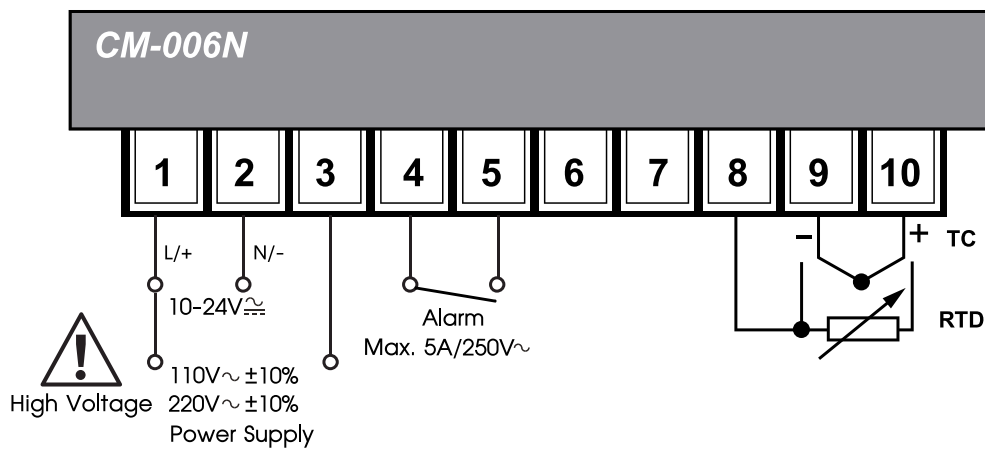 CM-006N
1 2 3 4 5 6 7 8 9 10
L/+ N/-
− + TC
10-24V⎓
Alarm
RTD
Max. 5A/250V~
110V~ ±10%
High Voltage
220V~ ±10%
Power Supply